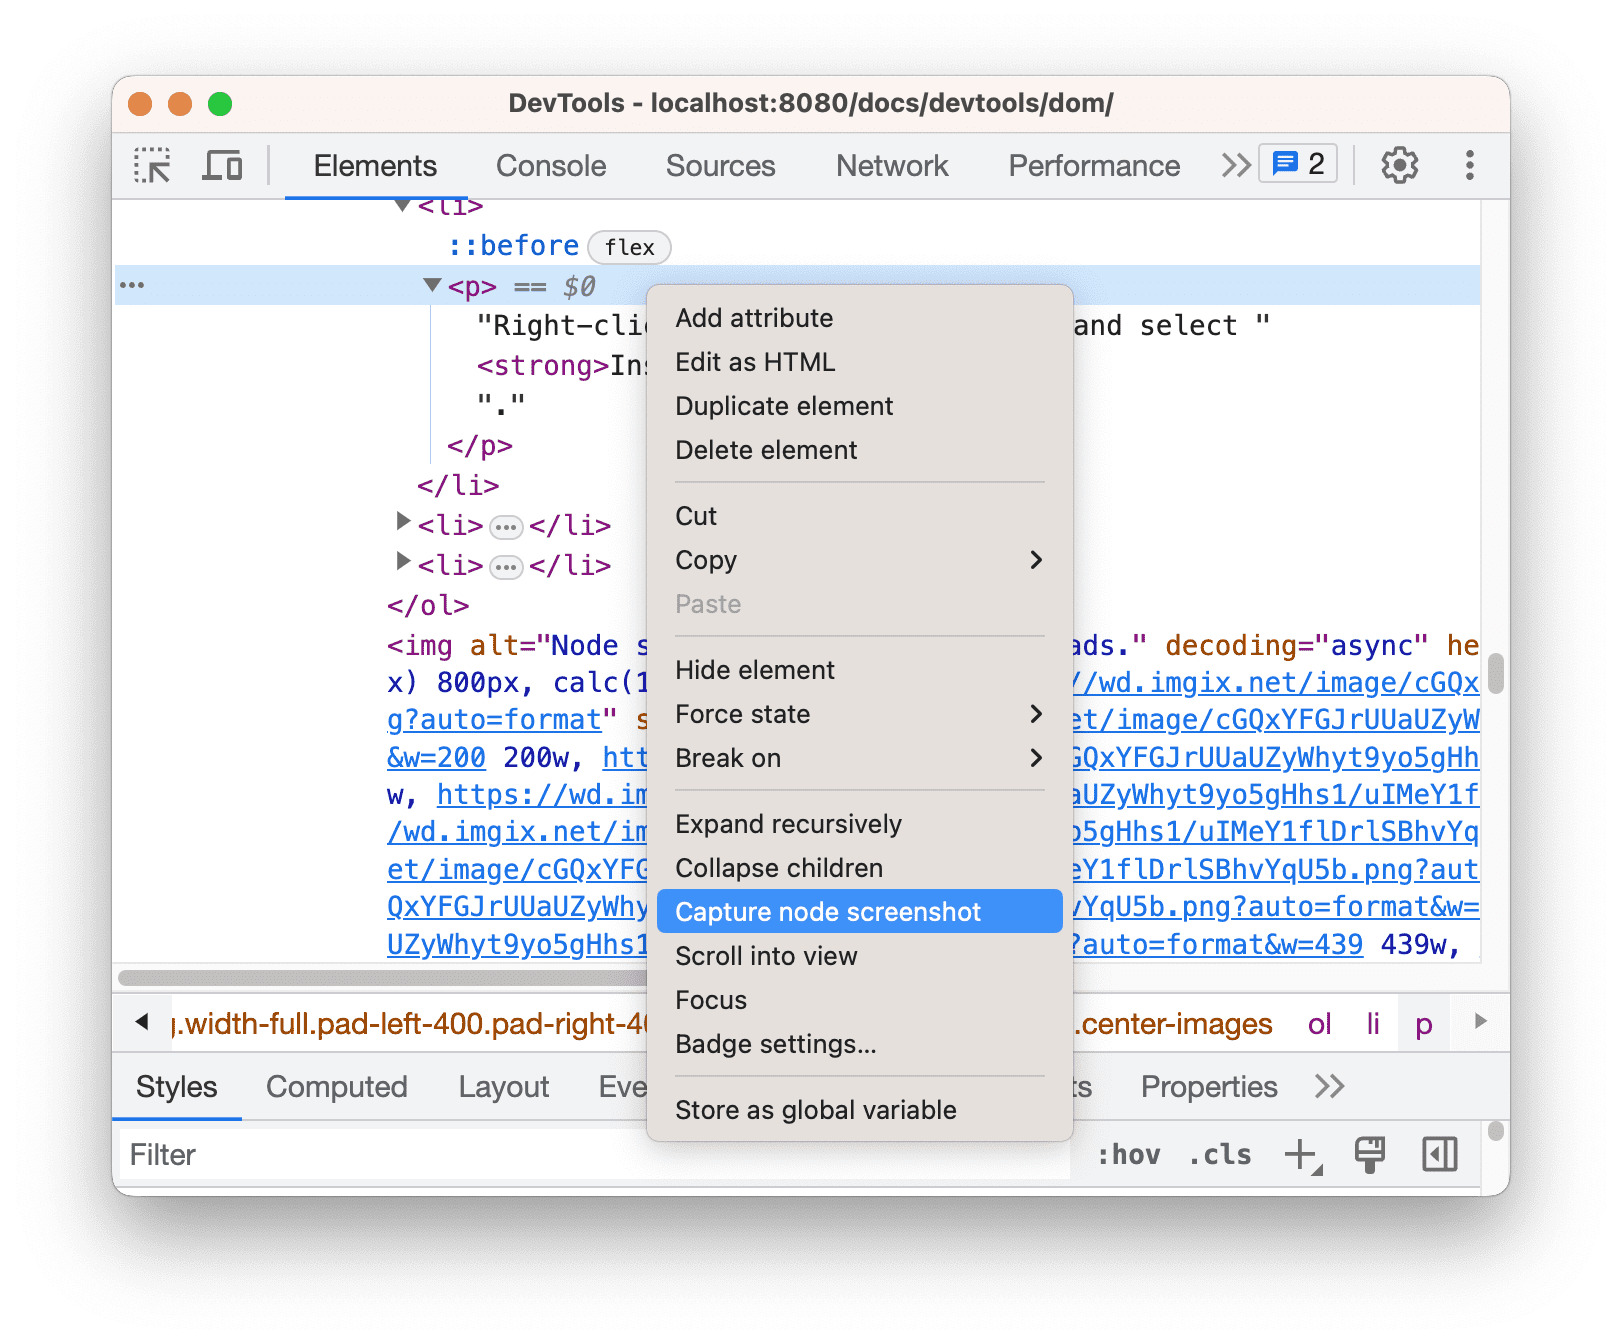 DevTools - localhost:8080/docs/devtools/dom/
Elements Console Sources Network Performance 2
<li>
::before flex
<p> == $0
"Right-clic and select "
<strong>Ins
"."
</p>
</li>
<li> ··· </li>
<li> ··· </li>
</ol>
<img alt="Node s ads." decoding="async" he
x) 800px, calc(1 //wd.imgix.net/image/cGQx
g?auto=format" s et/image/cGQxYFGJrUUaUZyW
&w=200 200w, htt GQxYFGJrUUaUZyWhyt9yo5gHh
w, https://wd.im aUZyWhyt9yo5gHhs1/uIMeY1f
/wd.imgix.net/im o5gHhs1/uIMeY1flDrlSBhvYq
et/image/cGQxYFG eY1flDrlSBhvYqU5b.png?aut
QxYFGJrUUaUZyWhy vYqU5b.png?auto=format&w=
UZyWhyt9yo5gHhs1 ?auto=format&w=439 439w,
Add attribute
Edit as HTML
Duplicate element
Delete element
Cut
Copy
Paste
Hide element
Force state
Break on
Expand recursively
Collapse children
Capture node screenshot
Scroll into view
Focus
Badge settings...
Store as global variable
.width-full.pad-left-400.pad-right-40 .center-images ol li p
Styles Computed Layout Eve ts Properties
Filter :hov .cls